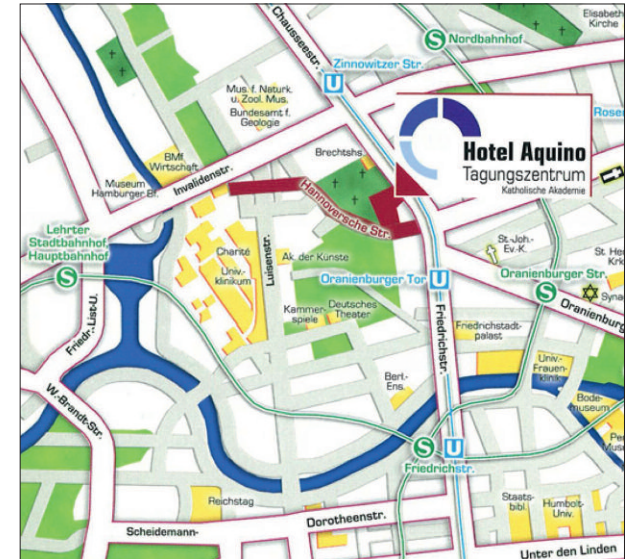 Elisabeth
Kirche
Chausseestr.
S Nordbahnhof
Zinnowitzer Str.
U
Mus. f. Naturk.
u. Zool. Mus.
Bundesamt f.
Geologie
Hotel Aquino
Tagungszentrum
Katholische Akademie
Rosen
Brechtshs.
BMf
Wirtschaft
Museum
Hamburger Bf.
Invalidenstr.
Hannoversche Str.
Lehrter
Stadtbahnhof,
Hauptbahnhof
S
Charité
Univ.-
klinikum
Luisenstr.
Ak. der Künste
St.-Joh.-
Ev.-K.
St. He
Kirk
Oranienburger Tor U
Oranienburger Str.
S
Syna
Oranienburg
Friedr.-List-U.
Kammer-
spiele
Deutsches
Theater
Friedrichstr.
Friedrichstadt-
palast
Univ.-
Frauen-
klinik
Berl.-
Ens.
Bode-
museum
W.-Brandt-Str.
Per
Muse
S U
Friedrichstr.
Reichstag
Staats-
bibl.
Humbolt-
Univ.
Scheidemann-
Dorotheenstr.
Unter den Linden